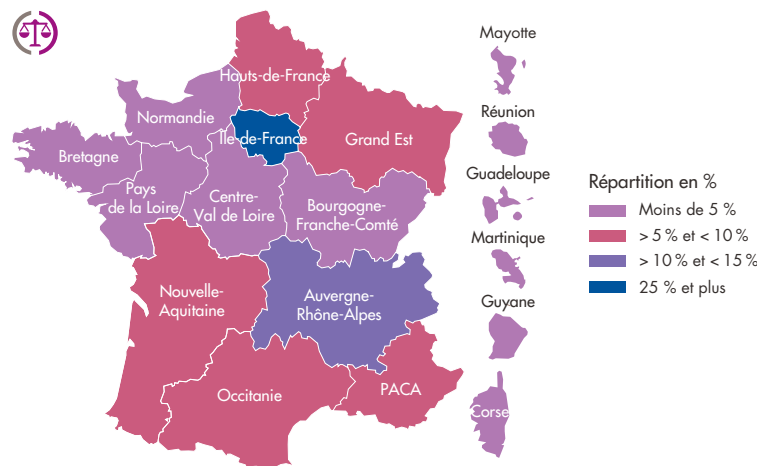 Hauts-de-France
Normandie
Île-de-France
Grand Est
Bretagne
Pays
de la Loire
Centre-
Val de Loire
Bourgogne-
Franche-Comté
Nouvelle-
Aquitaine
Auvergne-
Rhône-Alpes
Occitanie
PACA
Mayotte
Réunion
Guadeloupe
Martinique
Guyane
Corse
Répartition en %
Moins de 5 %
> 5 % et < 10 %
> 10 % et < 15 %
25 % et plus